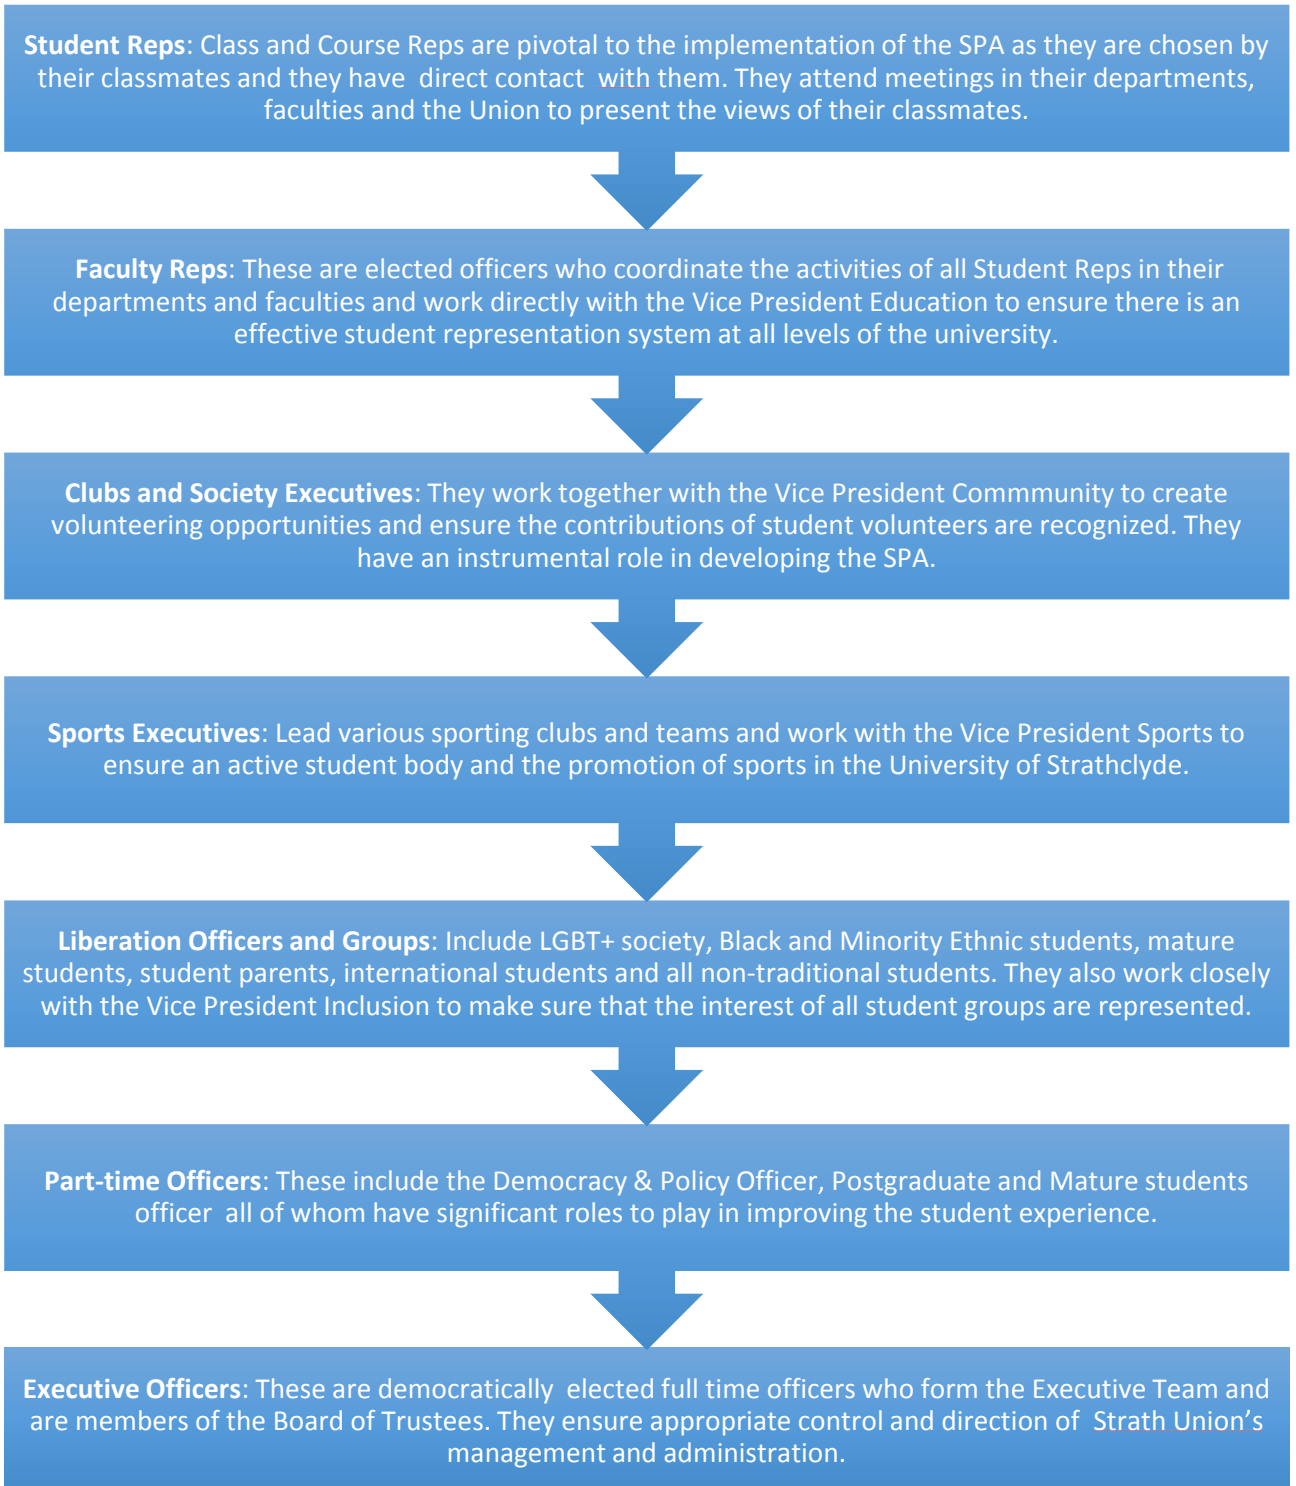 Student Reps: Class and Course Reps are pivotal to the implementation of the SPA as they are chosen by
their classmates and they have  direct contact  with them. They attend meetings in their departments,
faculties and the Union to present the views of their classmates.
Faculty Reps: These are elected officers who coordinate the activities of all Student Reps in their
departments and faculties and work directly with the Vice President Education to ensure there is an
effective student representation system at all levels of the university.
Clubs and Society Executives: They work together with the Vice President Commmunity to create
volunteering opportunities and ensure the contributions of student volunteers are recognized. They
have an instrumental role in developing the SPA.
Sports Executives: Lead various sporting clubs and teams and work with the Vice President Sports to
ensure an active student body and the promotion of sports in the University of Strathclyde.
Liberation Officers and Groups: Include LGBT+ society, Black and Minority Ethnic students, mature
students, student parents, international students and all non-traditional students. They also work closely
with the Vice President Inclusion to make sure that the interest of all student groups are represented.
Part-time Officers: These include the Democracy & Policy Officer, Postgraduate and Mature students
officer  all of whom have significant roles to play in improving the student experience.
Executive Officers: These are democratically  elected full time officers who form the Executive Team and
are members of the Board of Trustees. They ensure appropriate control and direction of  Strath Union’s
management and administration.